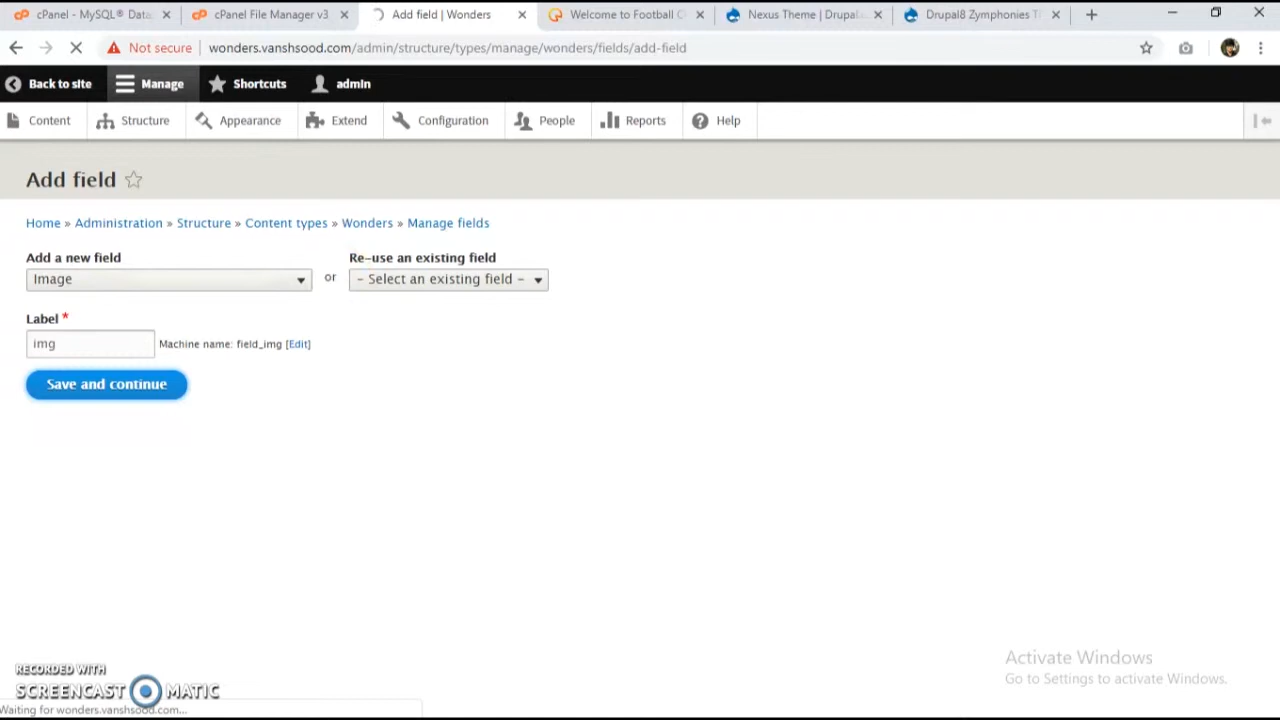 cPanel - MySQL® Data
cPanel File Manager v3
Add field | Wonders
Welcome to Football C
Nexus Theme | Drupal.
Drupal8 Zymphonies T
Not secure
wonders.vanshsood.com/admin/structure/types/manage/wonders/fields/add-field
Back to site
Manage
Shortcuts
admin
Content
Structure
Appearance
Extend
Configuration
People
Reports
Help
Add field
Home » Administration » Structure » Content types » Wonders » Manage fields
Add a new field
Image
or
Re-use an existing field
- Select an existing field -
Label *
img
Machine name: field_img [Edit]
Save and continue
Activate Windows
Go to Settings to activate Windows.
RECORDED WITH
SCREENCAST MATIC
Waiting for wonders.vanshsood.com...